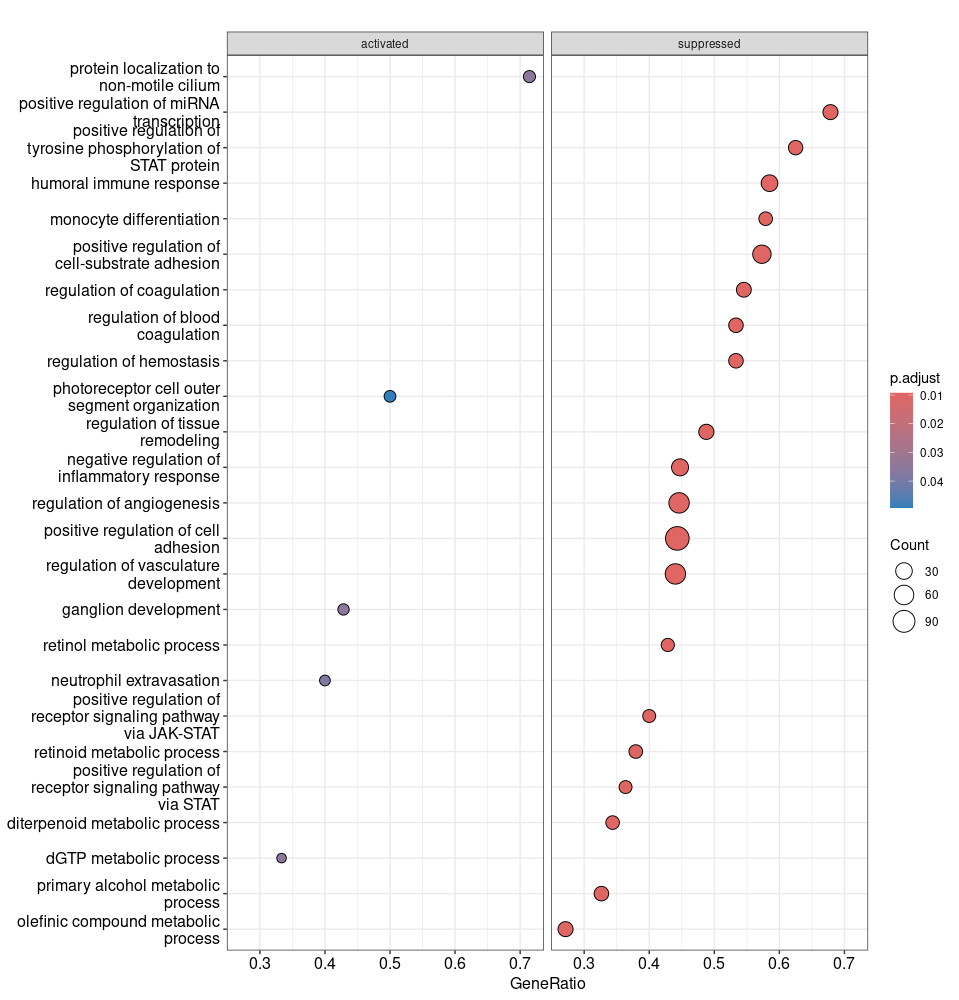 activated
suppressed
protein localization to
non-motile cilium
positive regulation of miRNA
transcription
positive regulation of
tyrosine phosphorylation of
STAT protein
humoral immune response
monocyte differentiation
positive regulation of
cell-substrate adhesion
regulation of coagulation
regulation of blood
coagulation
regulation of hemostasis
photoreceptor cell outer
segment organization
regulation of tissue
remodeling
negative regulation of
inflammatory response
regulation of angiogenesis
positive regulation of cell
adhesion
regulation of vasculature
development
ganglion development
retinol metabolic process
neutrophil extravasation
positive regulation of
receptor signaling pathway
via JAK-STAT
retinoid metabolic process
positive regulation of
receptor signaling pathway
via STAT
diterpenoid metabolic process
dGTP metabolic process
primary alcohol metabolic
process
olefinic compound metabolic
process
0.3 0.4 0.5 0.6 0.7
0.3 0.4 0.5 0.6 0.7
GeneRatio
p.adjust
0.01
0.02
0.03
0.04
Count
30
60
90